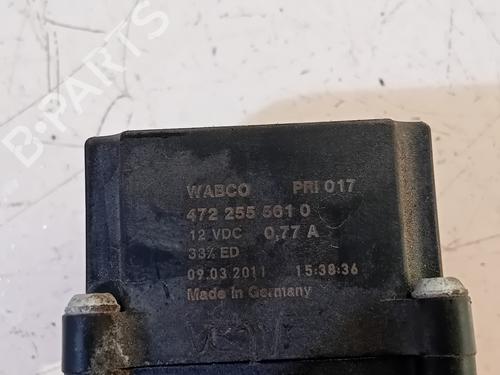 B-PARTS
WABCO PRI 017
472 255 561 0
12 VDC 0,77 A
33% ED
09.03.2011 15:38:36
Made in Germany